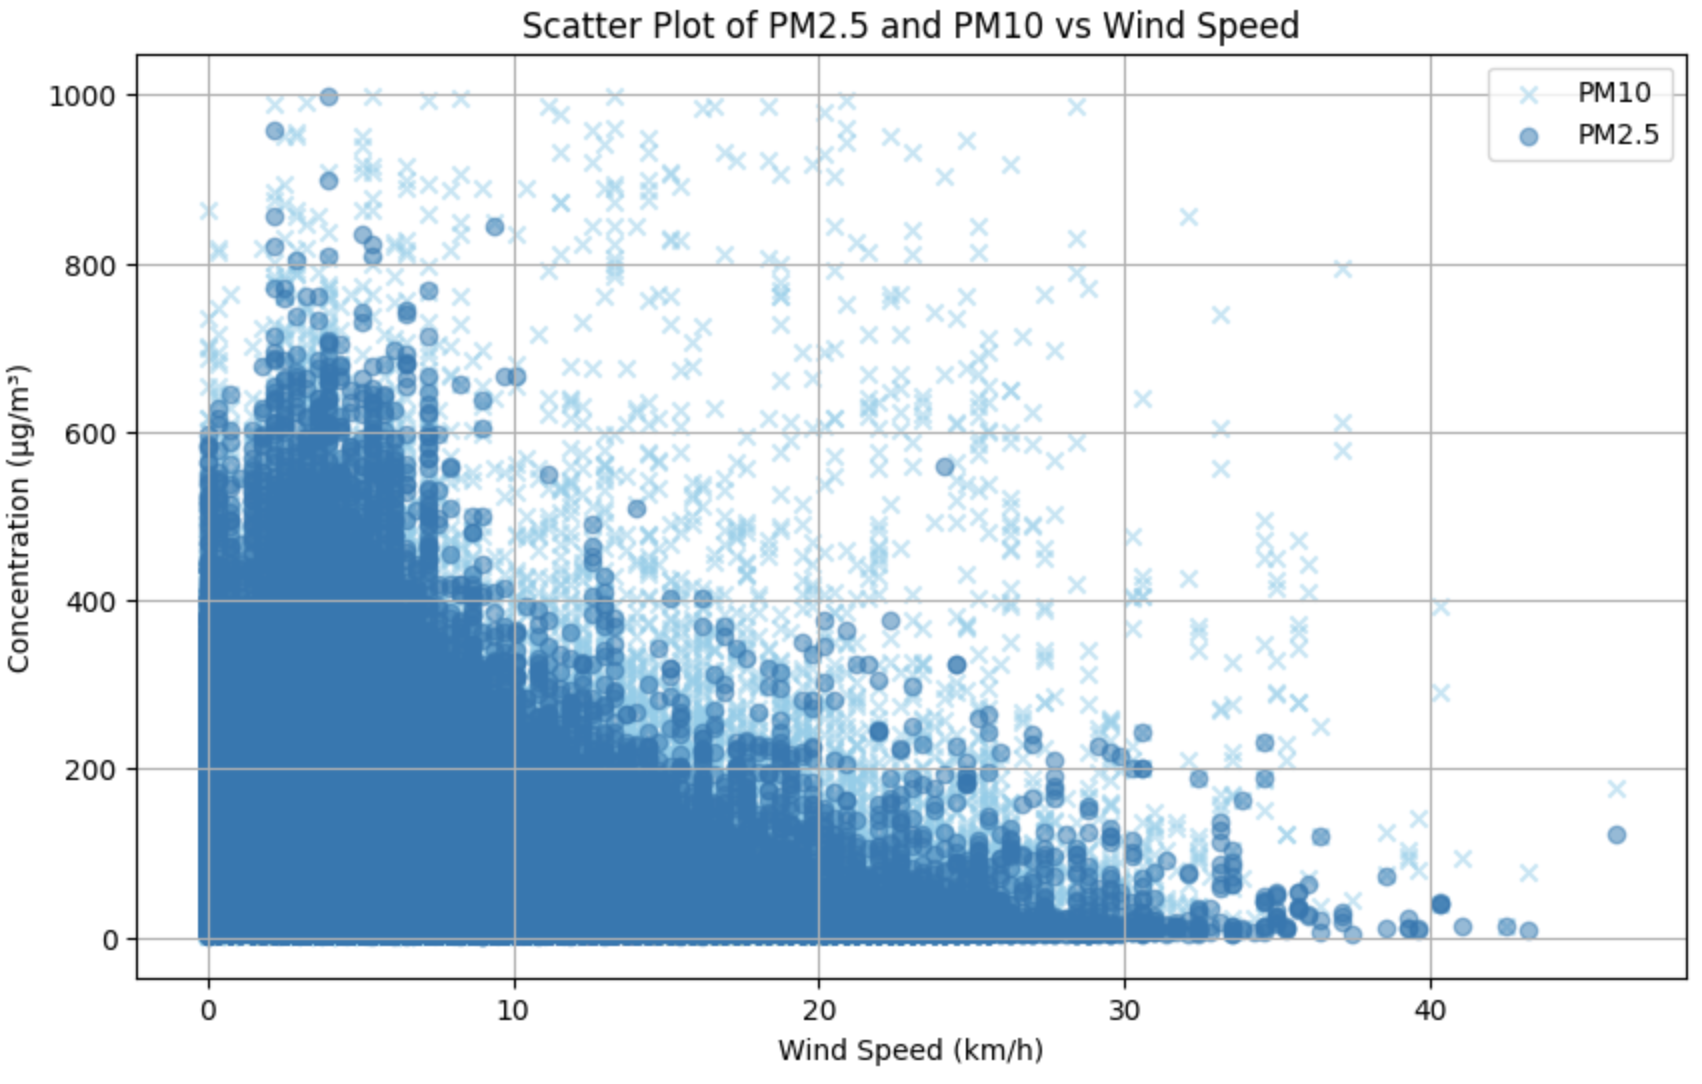 Scatter Plot of PM2.5 and PM10 vs Wind Speed
PM10
PM2.5
Concentration (µg/m³)
1000
800
600
400
200
0
0 10 20 30 40
Wind Speed (km/h)